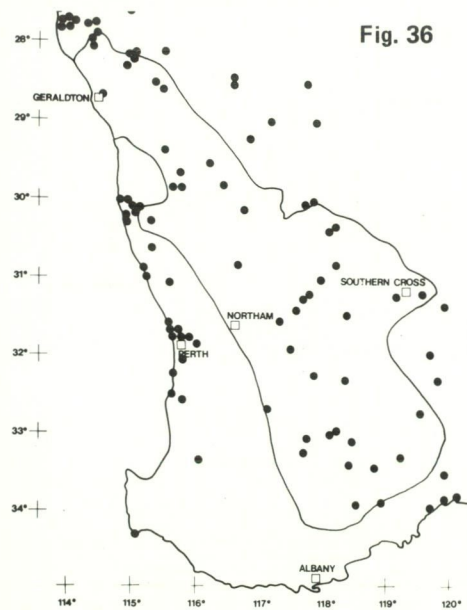 Fig. 36
28°
GERALDTON
29°
30°
31°
SOUTHERN CROSS
NORTHAM
32°
PERTH
33°
34°
ALBANY
114° 115° 116° 117° 118° 119° 120°